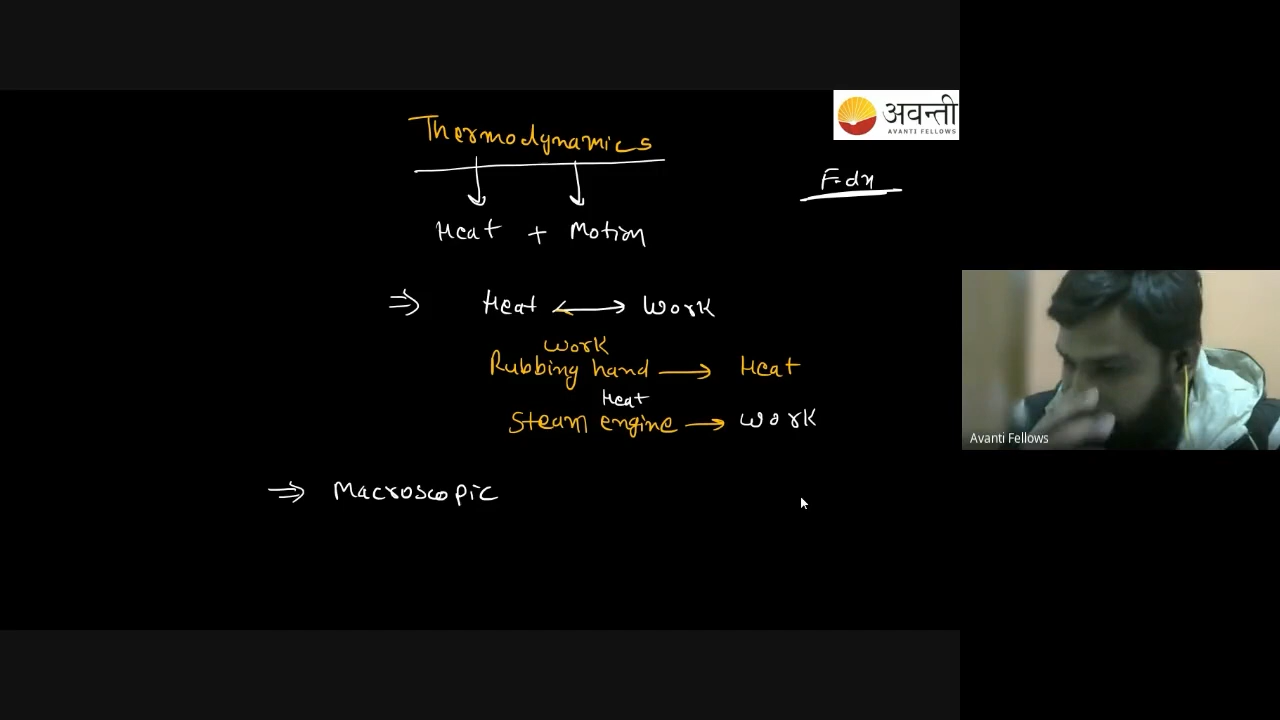 Thermodynamics
अवन्ती
AVANTI FELLOWS
F.dx
Heat + Motion
⇒ Heat ⟷ Work
Work
Rubbing hand → Heat
Heat
Steam engine → Work
⇒ Macroscopic
Avanti Fellows